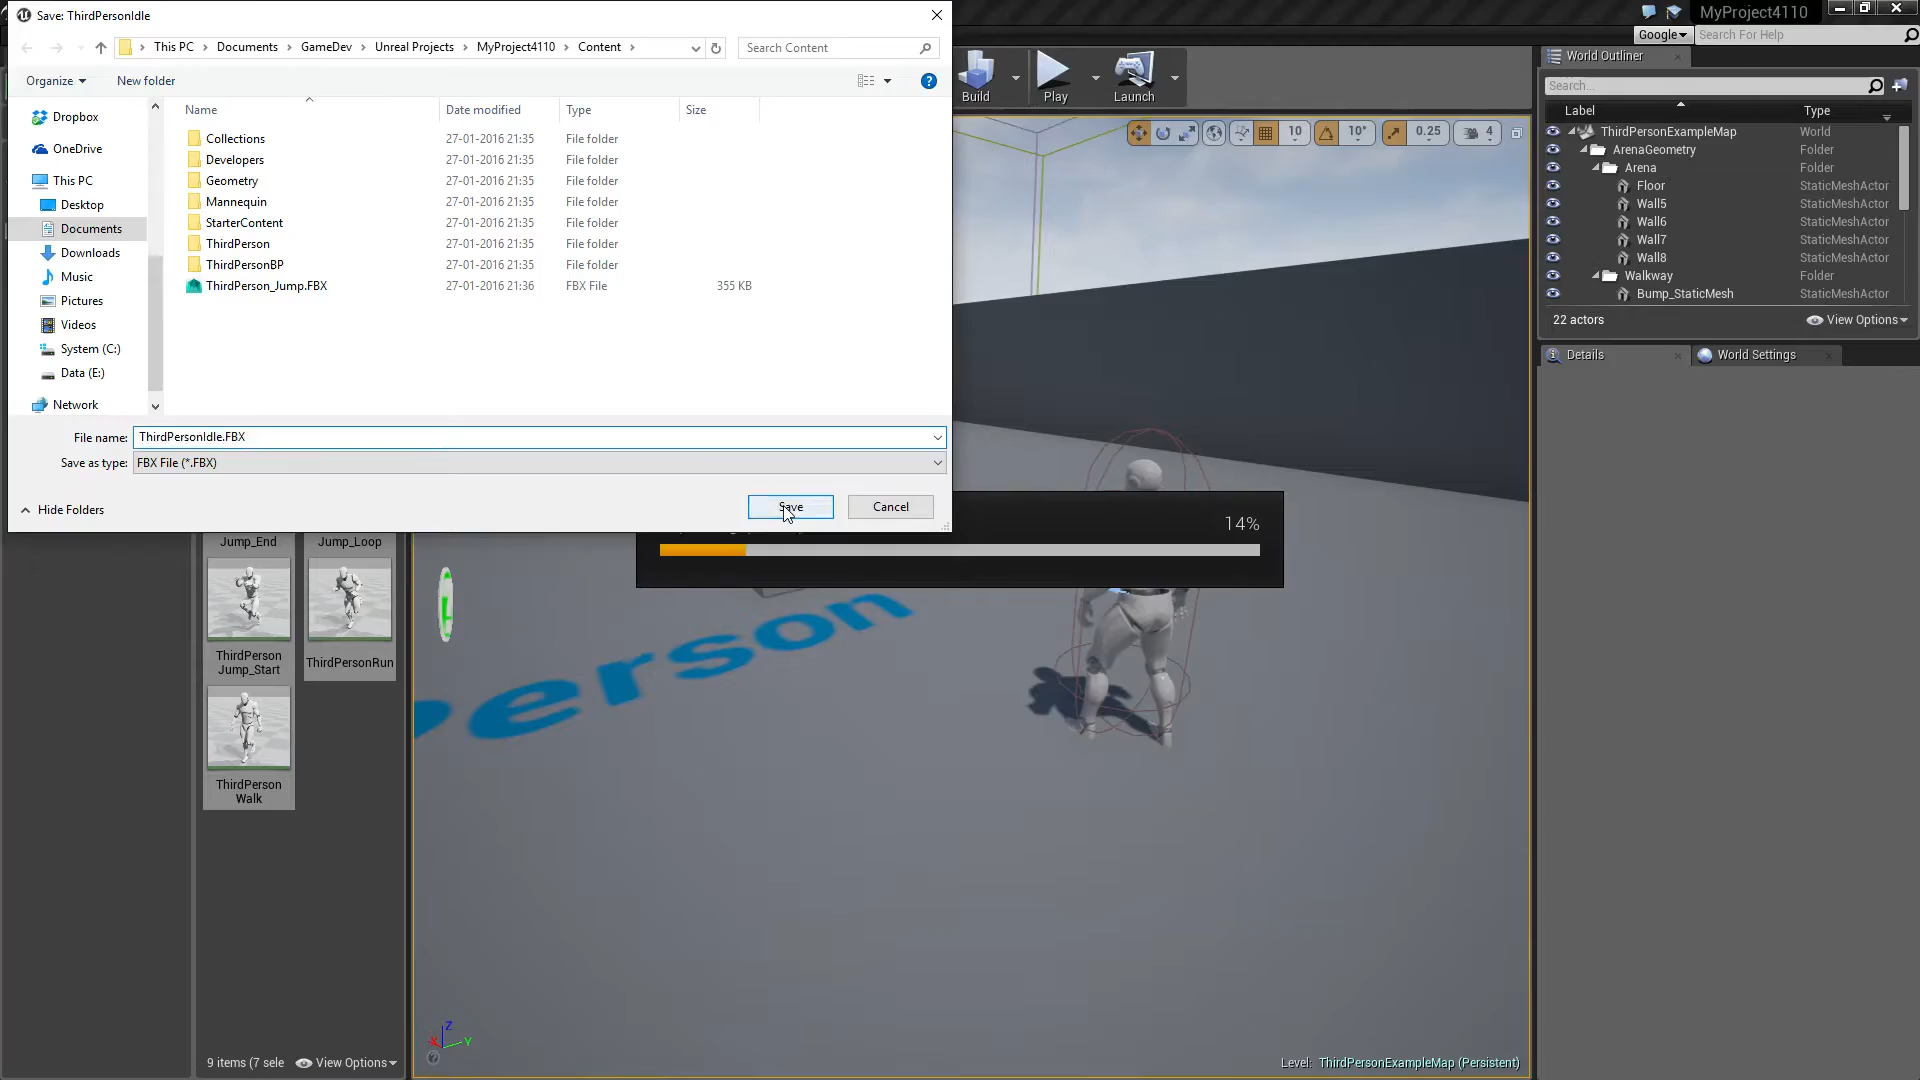 Save: ThirdPersonIdle
This PC > Documents > GameDev > Unreal Projects > MyProject4110 > Content >
Search Content
Organize
New folder
Dropbox
OneDrive
This PC
Desktop
Documents
Downloads
Music
Pictures
Videos
System (C:)
Data (E:)
Network
Name Date modified Type Size
Collections 27-01-2016 21:35 File folder
Developers 27-01-2016 21:35 File folder
Geometry 27-01-2016 21:35 File folder
Mannequin 27-01-2016 21:35 File folder
StarterContent 27-01-2016 21:35 File folder
ThirdPerson 27-01-2016 21:35 File folder
ThirdPersonBP 27-01-2016 21:35 File folder
ThirdPerson_Jump.FBX 27-01-2016 21:36 FBX File 355 KB
File name: ThirdPersonIdle.FBX
Save as type: FBX File (*.FBX)
Hide Folders
Save
Cancel
MyProject4110
Google
Search For Help
Build
Play
Launch
10
10°
0.25
4
14%
Person
Jump_End
Jump_Loop
ThirdPerson
Jump_Start
ThirdPersonRun
ThirdPerson
Walk
9 items (7 sele
View Options
Z
X
Y
Level: ThirdPersonExampleMap (Persistent)
World Outliner
Search...
Label Type
ThirdPersonExampleMap World
ArenaGeometry Folder
Arena Folder
Floor StaticMeshActor
Wall5 StaticMeshActor
Wall6 StaticMeshActor
Wall7 StaticMeshActor
Wall8 StaticMeshActor
Walkway Folder
Bump_StaticMesh StaticMeshActor
22 actors
View Options
Details
World Settings